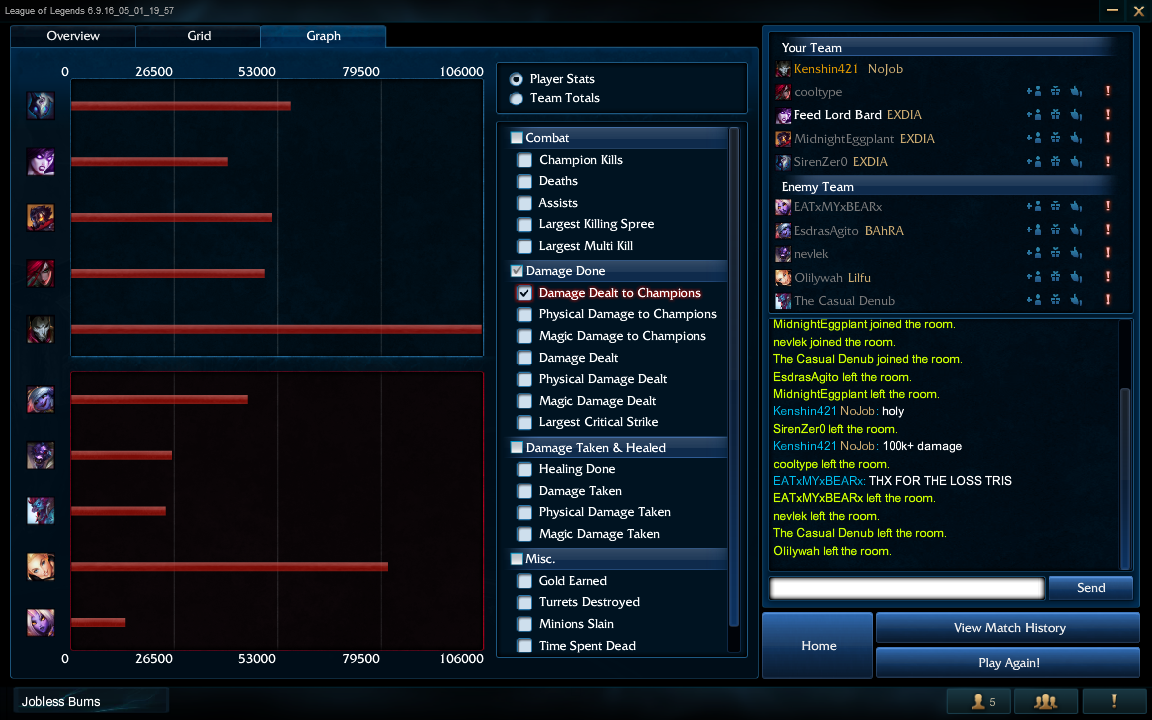 League of Legends 6.9.16_05_01_19_57
Overview Grid Graph
0 26500 53000 79500 106000
0 26500 53000 79500 106000
Player Stats
Team Totals
Combat
Champion Kills
Deaths
Assists
Largest Killing Spree
Largest Multi Kill
Damage Done
Damage Dealt to Champions
Physical Damage to Champions
Magic Damage to Champions
Damage Dealt
Physical Damage Dealt
Magic Damage Dealt
Largest Critical Strike
Damage Taken & Healed
Healing Done
Damage Taken
Physical Damage Taken
Magic Damage Taken
Misc.
Gold Earned
Turrets Destroyed
Minions Slain
Time Spent Dead
Your Team
Kenshin421 NoJob
cooltype
Feed Lord Bard EXDIA
MidnightEggplant EXDIA
SirenZer0 EXDIA
Enemy Team
EATxMYxBEARx
EsdrasAgito BAhRA
nevlek
Olilywah Lilfu
The Casual Denub
MidnightEggplant joined the room.
nevlek joined the room.
The Casual Denub joined the room.
EsdrasAgito left the room.
MidnightEggplant left the room.
Kenshin421 NoJob: holy
SirenZer0 left the room.
Kenshin421 NoJob: 100k+ damage
cooltype left the room.
EATxMYxBEARx: THX FOR THE LOSS TRIS
EATxMYxBEARx left the room.
nevlek left the room.
The Casual Denub left the room.
Olilywah left the room.
Send
Home
View Match History
Play Again!
Jobless Bums
5